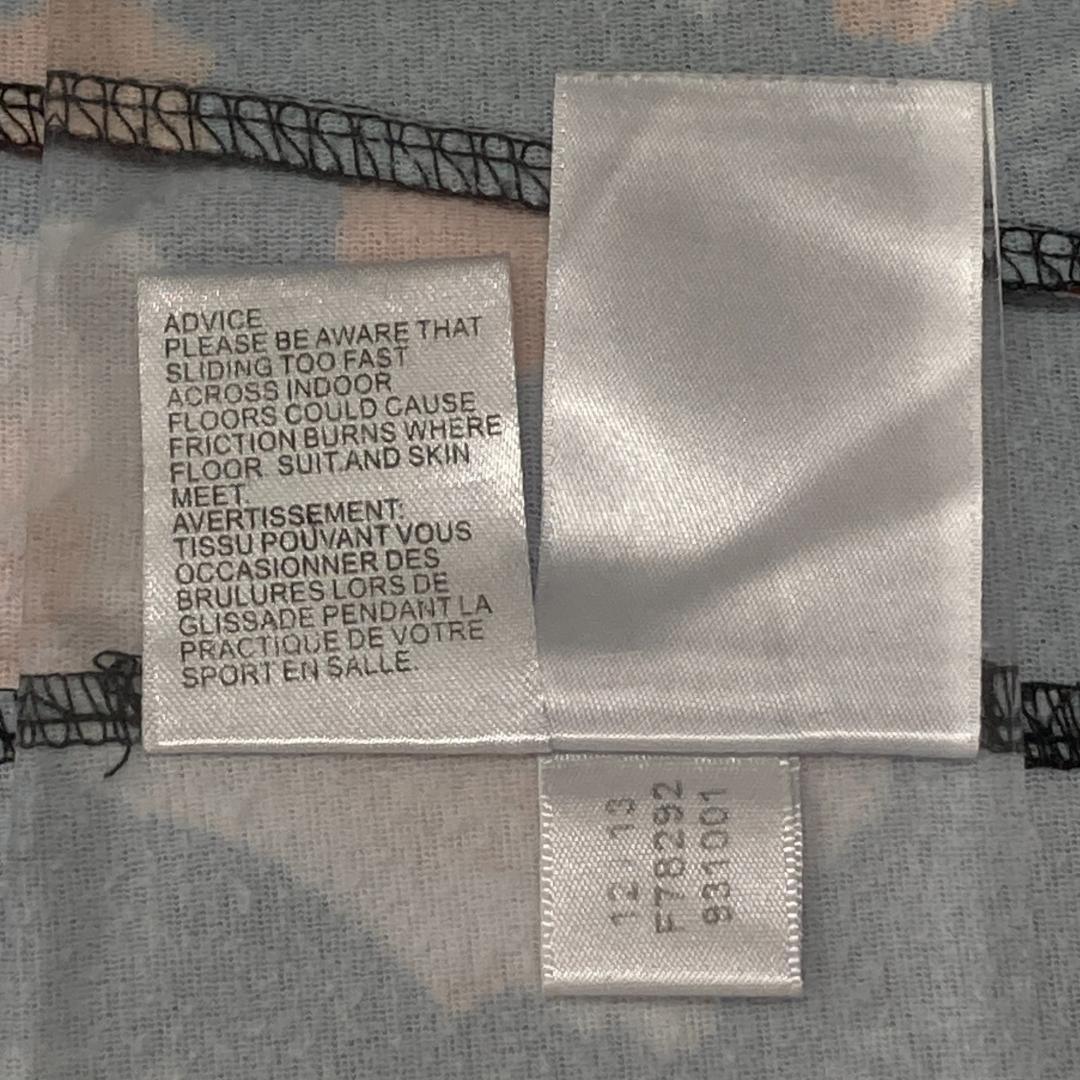 ADVICE
PLEASE BE AWARE THAT
SLIDING TOO FAST
ACROSS INDOOR
FLOORS COULD CAUSE
FRICTION BURNS WHERE
FLOOR. SUIT.AND SKIN
MEET.
AVERTISSEMENT:
TISSU POUVANT VOUS
OCCASIONNER DES
BRULURES LORS DE
GLISSADE PENDANT LA
PRACTIQUE DE VOTRE
SPORT EN SALLE.
12 / 13
F78292
931001